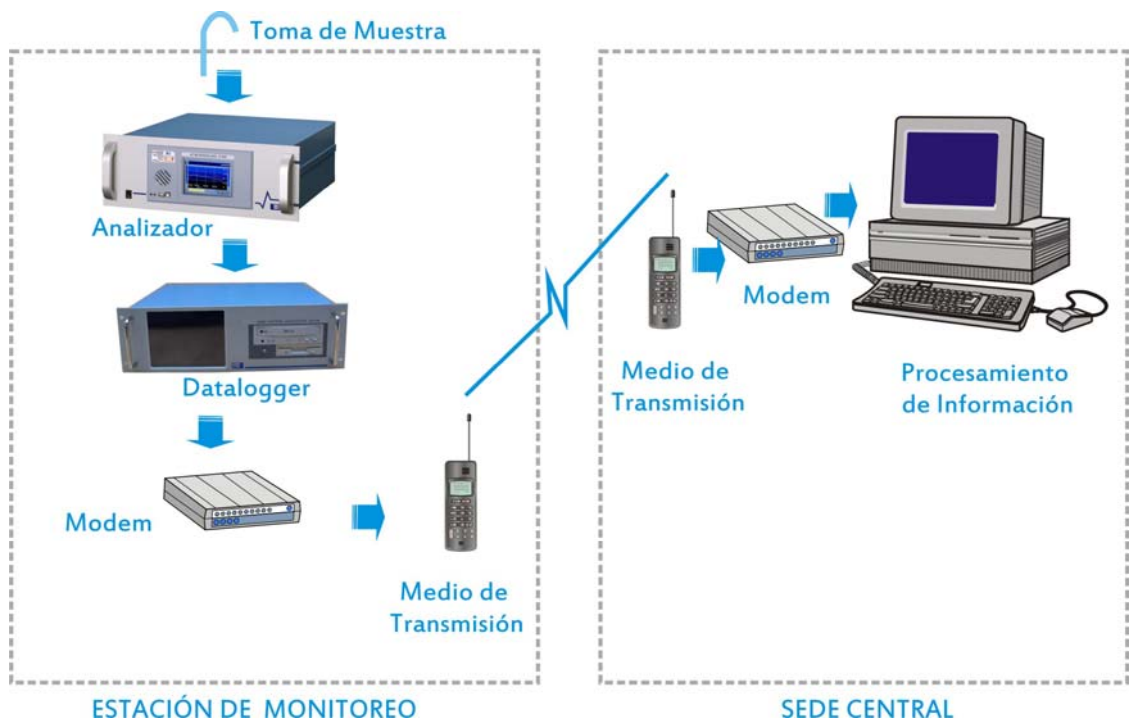 Toma de Muestra
Analizador
Datalogger
Modem
Medio de
Transmisión
ESTACIÓN DE MONITOREO
Medio de
Transmisión
Modem
Procesamiento
de Información
SEDE CENTRAL